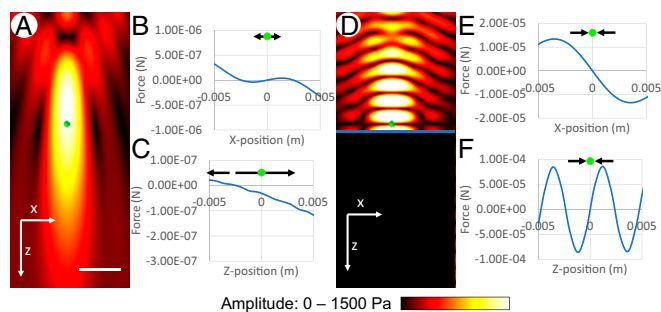 A
x
z
B
Force (N)
1.00E-06
5.00E-07
0.00E+00
-5.00E-07
-1.00E-06
-0.005
0
0.005
X-position (m)
C
Force (N)
1.00E-07
0.00E+00
-1.00E-07
-2.00E-07
-3.00E-07
-0.005
0
0.005
Z-position (m)
D
x
z
E
Force (N)
2.00E-05
1.00E-05
0.00E+00
-1.00E-05
-2.00E-05
-0.005
0
0.005
X-position (m)
F
Force (N)
1.00E-04
5.00E-05
0.00E+00
-5.00E-05
-1.00E-04
-0.005
0
0.005
Z-position (m)
Amplitude: 0 – 1500 Pa